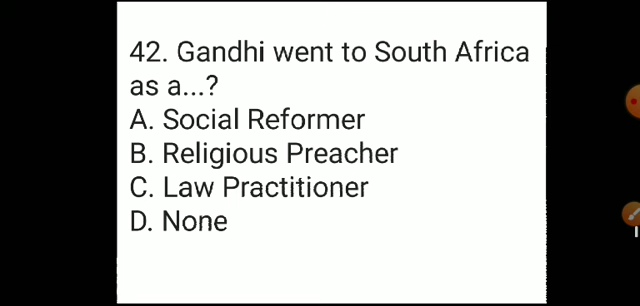 42. Gandhi went to South Africa
as a...?
A. Social Reformer
B. Religious Preacher
C. Law Practitioner
D. None